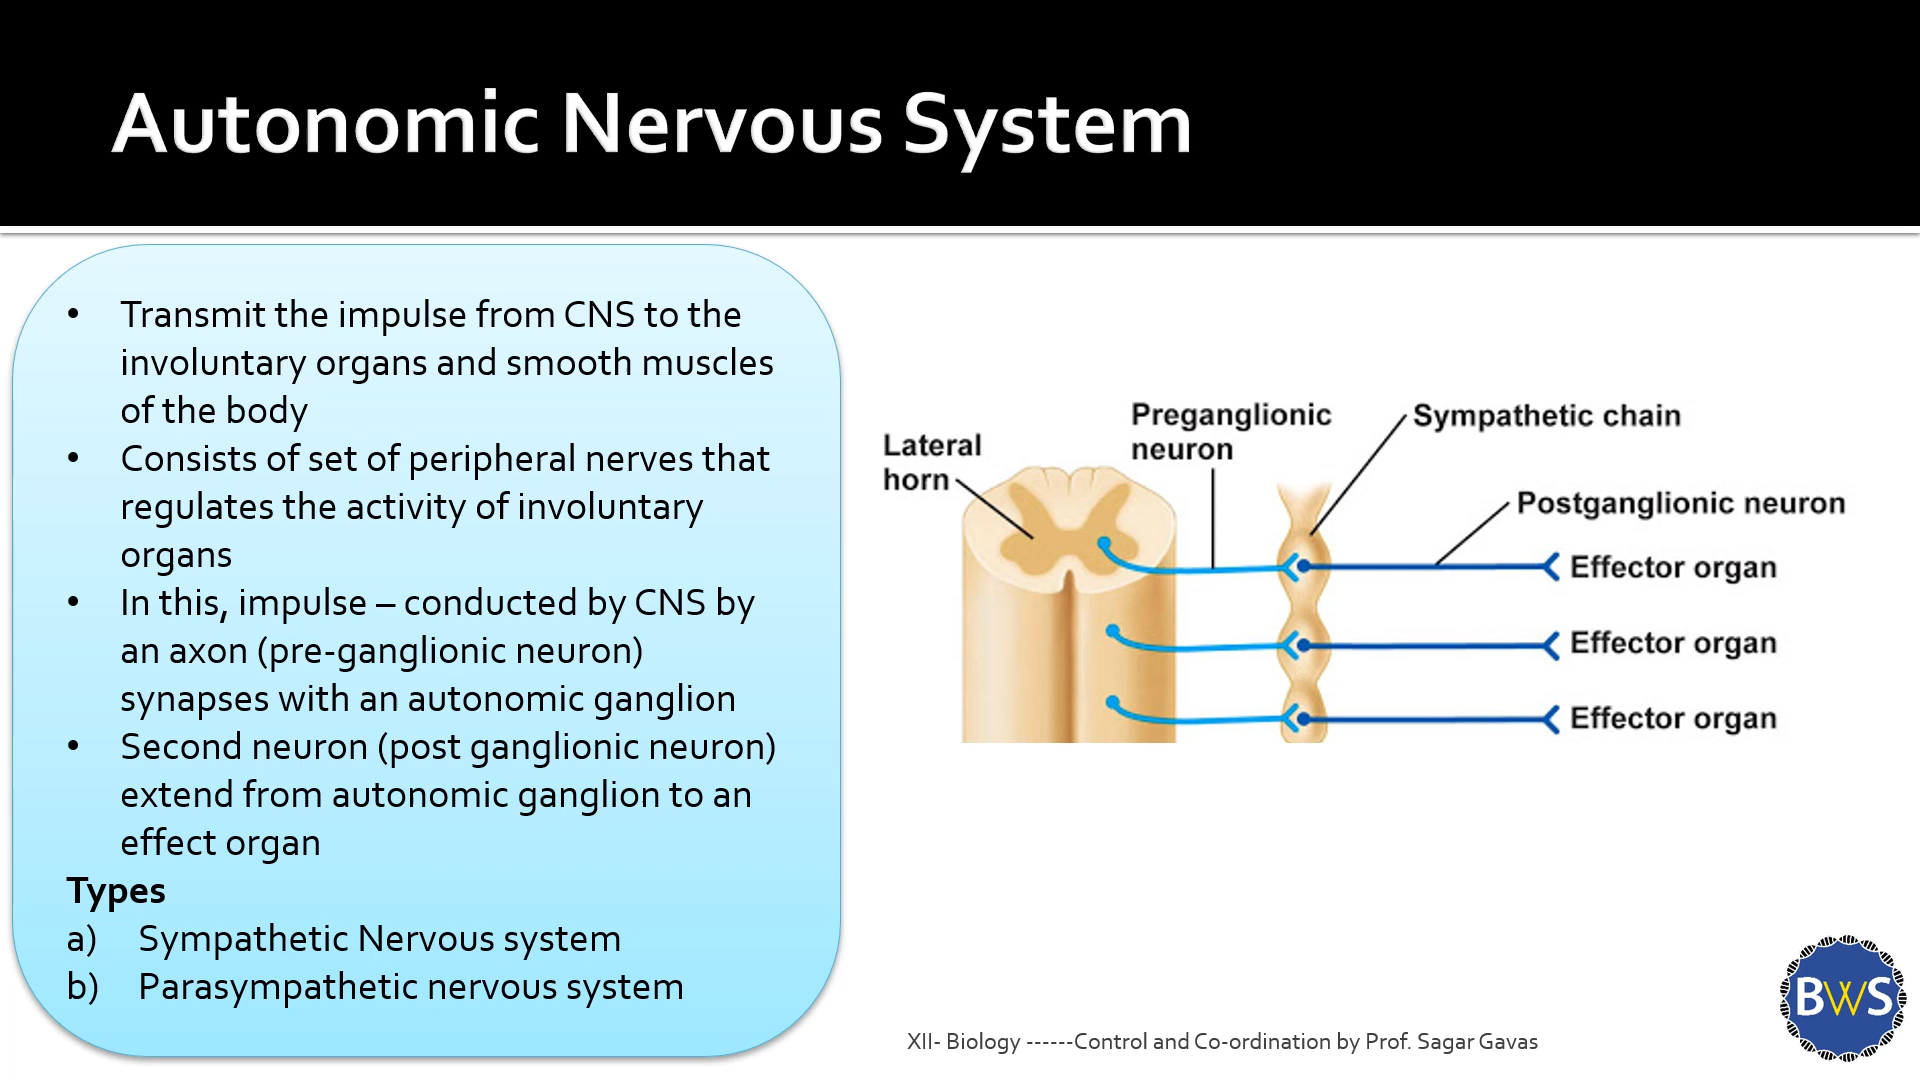 Autonomic Nervous System
• Transmit the impulse from CNS to the
involuntary organs and smooth muscles
of the body
• Consists of set of peripheral nerves that
regulates the activity of involuntary
organs
• In this, impulse – conducted by CNS by
an axon (pre-ganglionic neuron)
synapses with an autonomic ganglion
• Second neuron (post ganglionic neuron)
extend from autonomic ganglion to an
effect organ
Types
a) Sympathetic Nervous system
b) Parasympathetic nervous system
Lateral
horn
Preganglionic
neuron
Sympathetic chain
Postganglionic neuron
Effector organ
Effector organ
Effector organ
XII- Biology ------Control and Co-ordination by Prof. Sagar Gavas
BWS